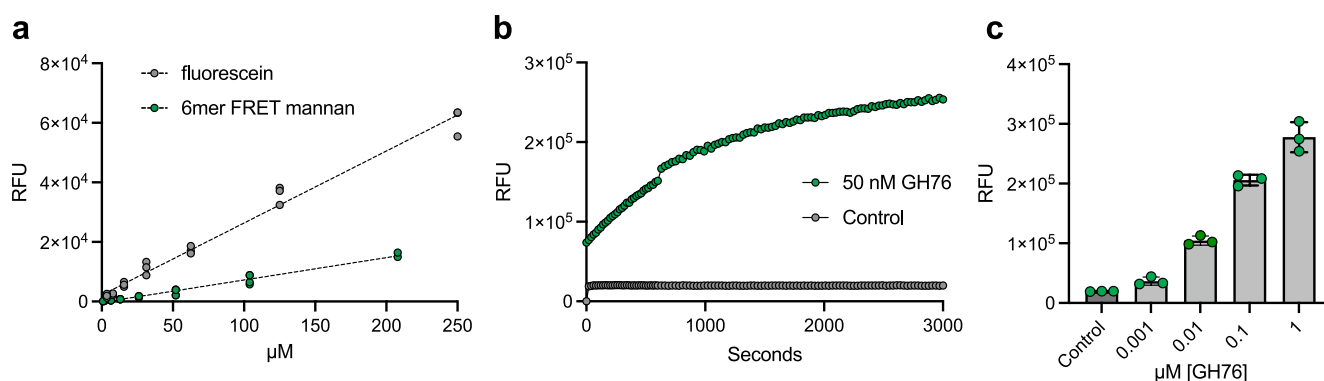 a
8×10⁴
6×10⁴
4×10⁴
2×10⁴
0
RFU
fluorescein
6mer FRET mannan
0
50
100
150
200
250
µM
b
3×10⁵
2×10⁵
1×10⁵
0
RFU
50 nM GH76
Control
0
1000
2000
3000
Seconds
c
4×10⁵
3×10⁵
2×10⁵
1×10⁵
0
RFU
Control
0.001
0.01
0.1
1
µM [GH76]